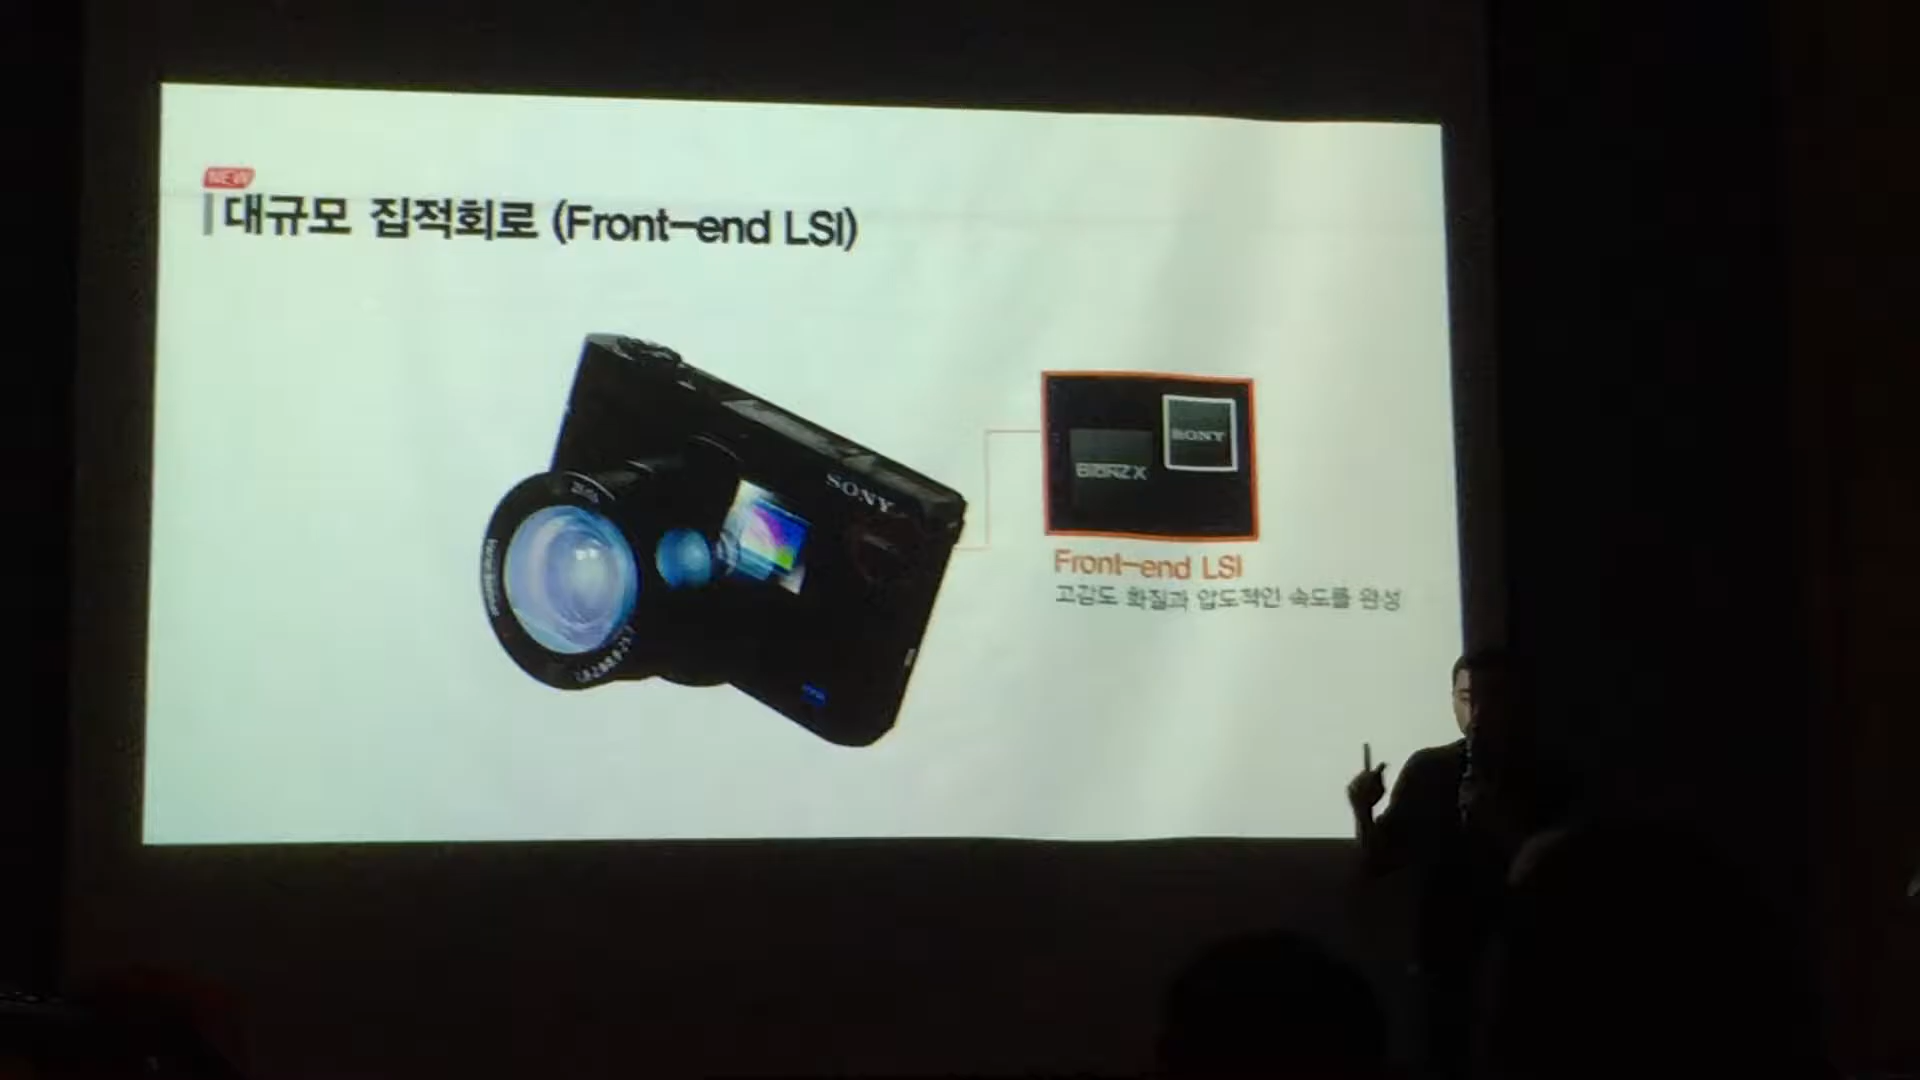 NEW
대규모 집적회로 (Front-end LSI)
SONY
SONY
BIONZ X
Front-end LSI
고감도 화질과 압도적인 속도를 완성